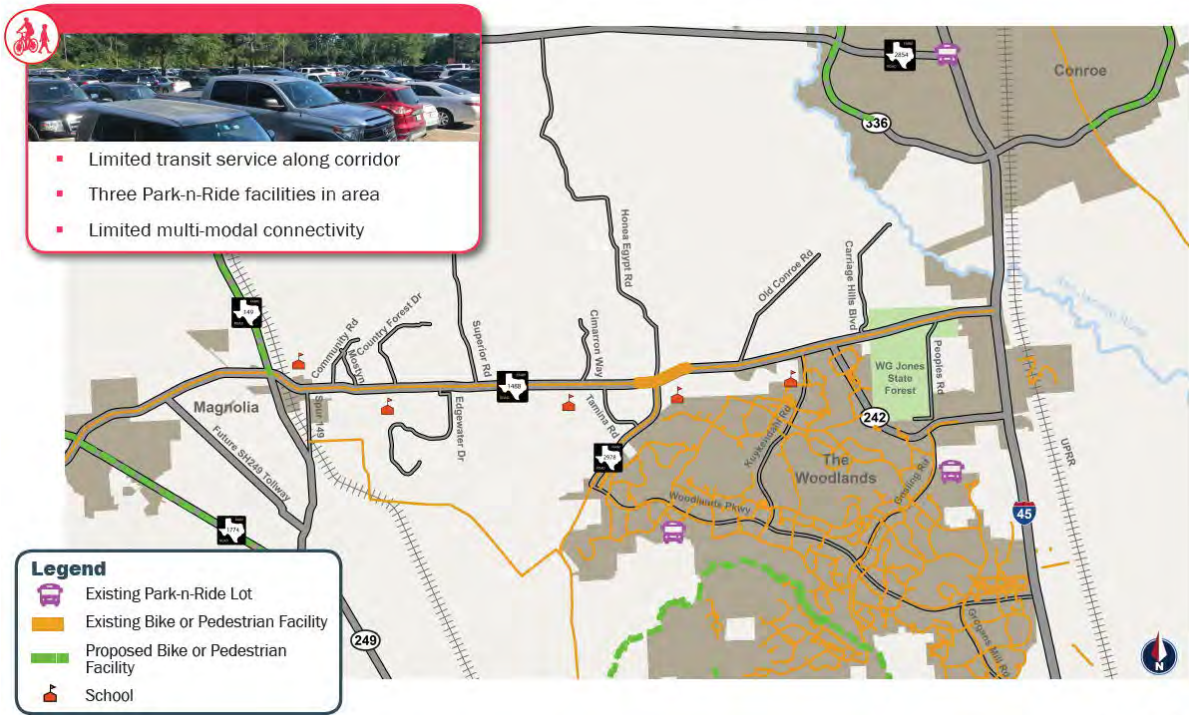 ▪ Limited transit service along corridor
▪ Three Park-n-Ride facilities in area
▪ Limited multi-modal connectivity
2854
Conroe
336
Honea Egypt Rd
Old Conroe Rd
Carriage Hills Blvd
149
Community Rd
Mostyn
Country Forest Dr
Superior Rd
Cimarron Way
1488
Peoples Rd
WG Jones
State
Forest
Magnolia
Spur 149
Edgewater Dr
Tamina Rd
242
Kuykendahl Rd
2978
The
Woodlands
Gosling Rd
UPRR
Future SH249 Tollway
Woodlands Pkwy
45
1774
249
Grogans Mill Rd
N
Legend
Existing Park-n-Ride Lot
Existing Bike or Pedestrian Facility
Proposed Bike or Pedestrian
Facility
School